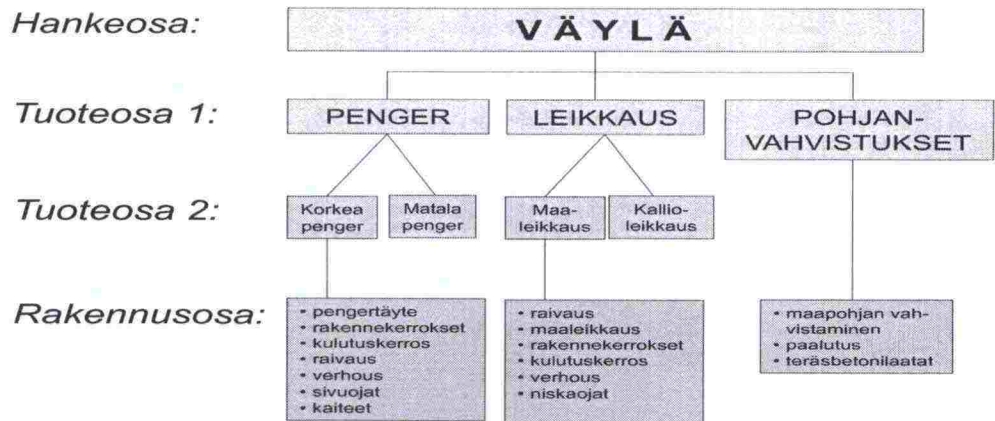 Hankeosa:
VÄYLÄ
Tuoteosa 1:
PENGER
LEIKKAUS
POHJAN-
VAHVISTUKSET
Tuoteosa 2:
Korkea
penger
Matala
penger
Maa-
leikkaus
Kallio-
leikkaus
Rakennusosa:
• pengertäyte
• rakennekerrokset
• kulutuskerros
• raivaus
• verhous
• sivuojat
• kaiteet
• raivaus
• maaleikkaus
• rakennekerrokset
• kulutuskerros
• verhous
• niskaojat
• maapohjan vah-
vistaminen
• paalutus
• teräsbetonilaatat